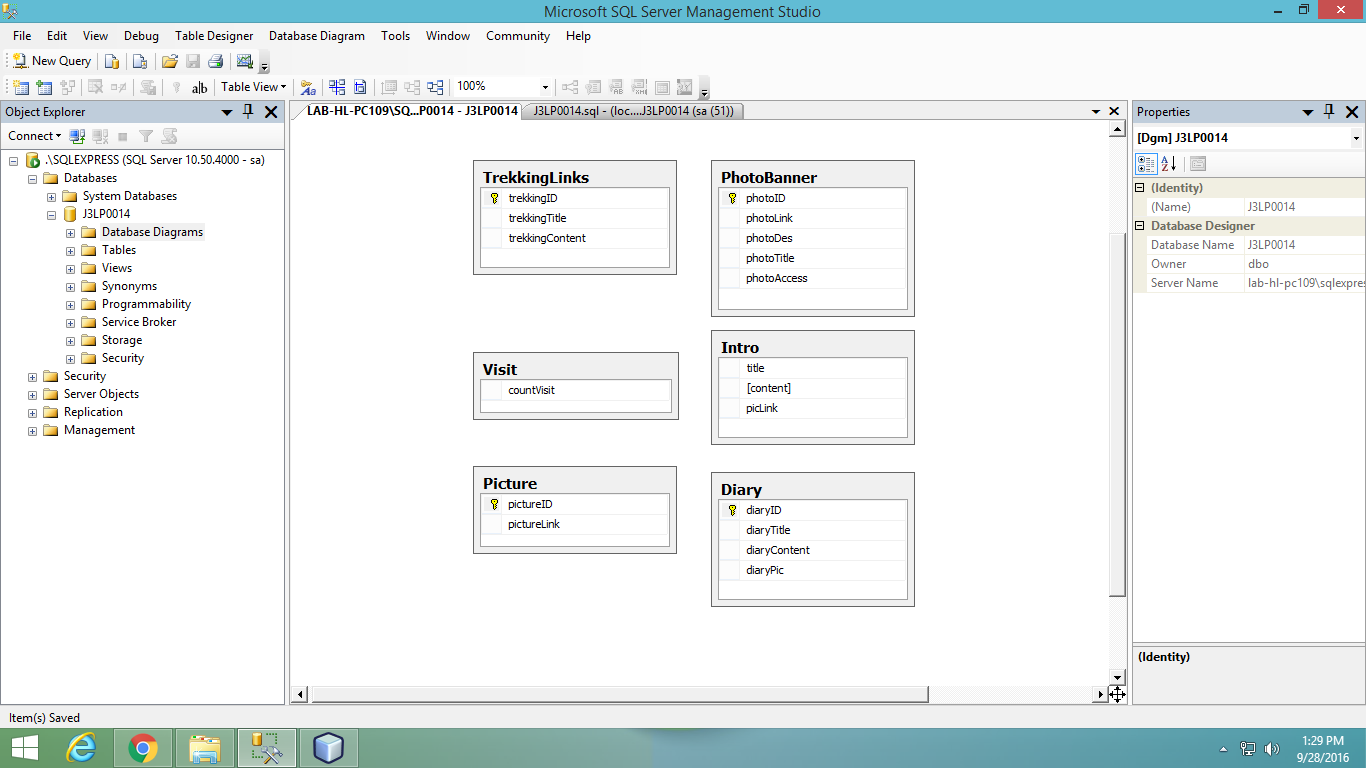 Microsoft SQL Server Management Studio
File Edit View Debug Table Designer Database Diagram Tools Window Community Help
New Query
Table View 100%
Object Explorer
Connect
.\SQLEXPRESS (SQL Server 10.50.4000 - sa)
Databases
System Databases
J3LP0014
Database Diagrams
Tables
Views
Synonyms
Programmability
Service Broker
Storage
Security
Security
Server Objects
Replication
Management
LAB-HL-PC109\SQ...P0014 - J3LP0014
J3LP0014.sql - (loc....J3LP0014 (sa (51))
TrekkingLinks
trekkingID
trekkingTitle
trekkingContent
PhotoBanner
photoID
photoLink
photoDes
photoTitle
photoAccess
Visit
countVisit
Intro
title
[content]
picLink
Picture
pictureID
pictureLink
Diary
diaryID
diaryTitle
diaryContent
diaryPic
Properties
[Dgm] J3LP0014
(Identity)
(Name) J3LP0014
Database Designer
Database Name J3LP0014
Owner dbo
Server Name lab-hl-pc109\sqlexpres
(Identity)
Item(s) Saved
1:29 PM
9/28/2016